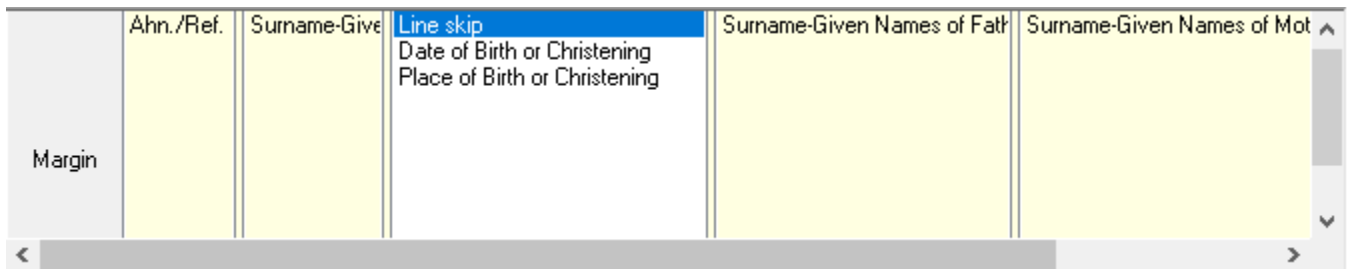 Ahn./Ref.
Surname-Give
Line skip
Date of Birth or Christening
Place of Birth or Christening
Surname-Given Names of Fath
Surname-Given Names of Mot
Margin